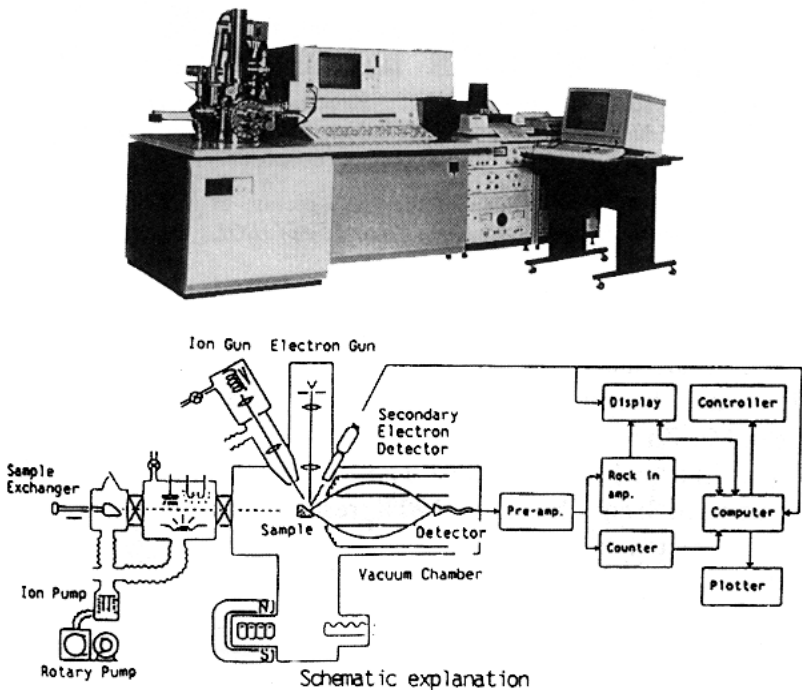 Ion Gun
Electron Gun
Secondary
Electron
Detector
Display
Controller
Sample
Exchanger
Rock in
amp.
Pre-amp.
Computer
Sample
Detector
Counter
Vacuum Chamber
Plotter
Ion Pump
N
S
Rotary Pump
Schematic explanation